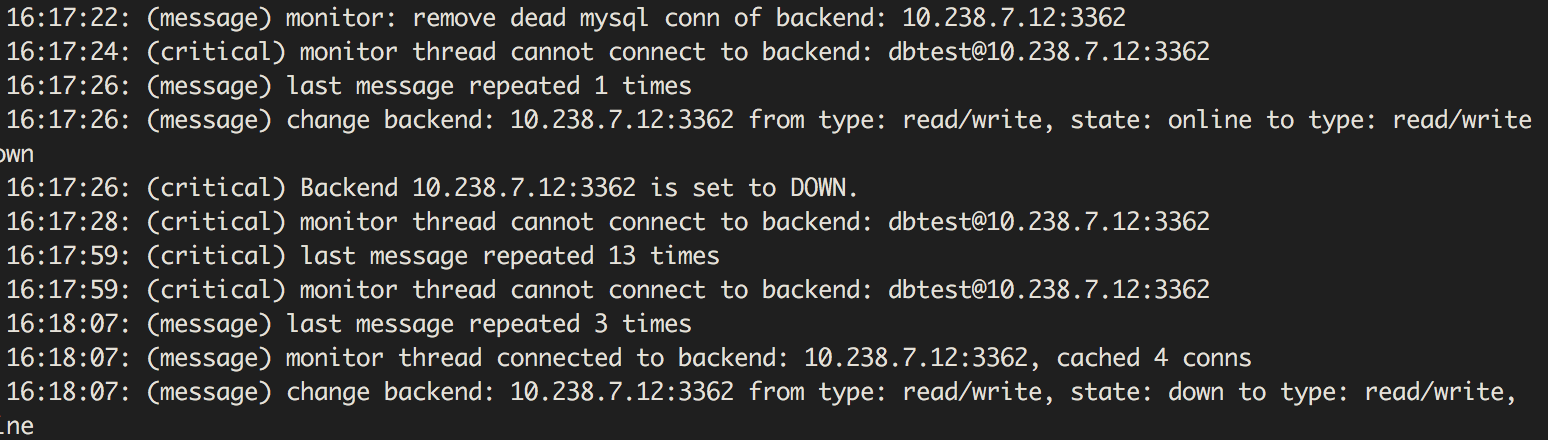 16:17:22: (message) monitor: remove dead mysql conn of backend: 10.238.7.12:3362
16:17:24: (critical) monitor thread cannot connect to backend: dbtest@10.238.7.12:3362
16:17:26: (message) last message repeated 1 times
16:17:26: (message) change backend: 10.238.7.12:3362 from type: read/write, state: online to type: read/write
own
16:17:26: (critical) Backend 10.238.7.12:3362 is set to DOWN.
16:17:28: (critical) monitor thread cannot connect to backend: dbtest@10.238.7.12:3362
16:17:59: (critical) last message repeated 13 times
16:17:59: (critical) monitor thread cannot connect to backend: dbtest@10.238.7.12:3362
16:18:07: (message) last message repeated 3 times
16:18:07: (message) monitor thread connected to backend: 10.238.7.12:3362, cached 4 conns
16:18:07: (message) change backend: 10.238.7.12:3362 from type: read/write, state: down to type: read/write,
ine